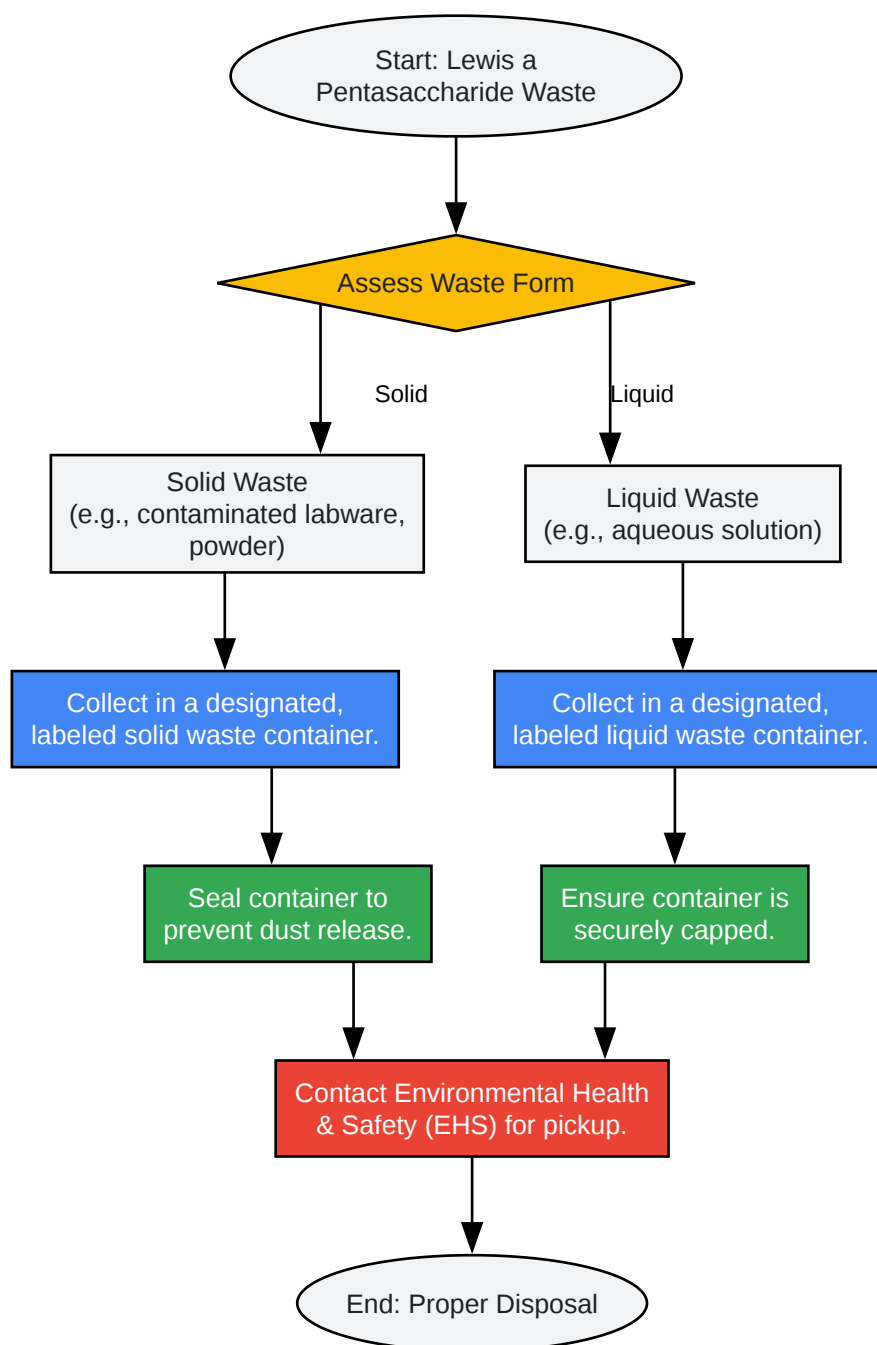 Start: Lewis a
Pentasaccharide Waste
Assess Waste Form
Solid
Liquid
Solid Waste
(e.g., contaminated labware,
powder)
Liquid Waste
(e.g., aqueous solution)
Collect in a designated,
labeled solid waste container.
Collect in a designated,
labeled liquid waste container.
Seal container to
prevent dust release.
Ensure container is
securely capped.
Contact Environmental Health
& Safety (EHS) for pickup.
End: Proper Disposal